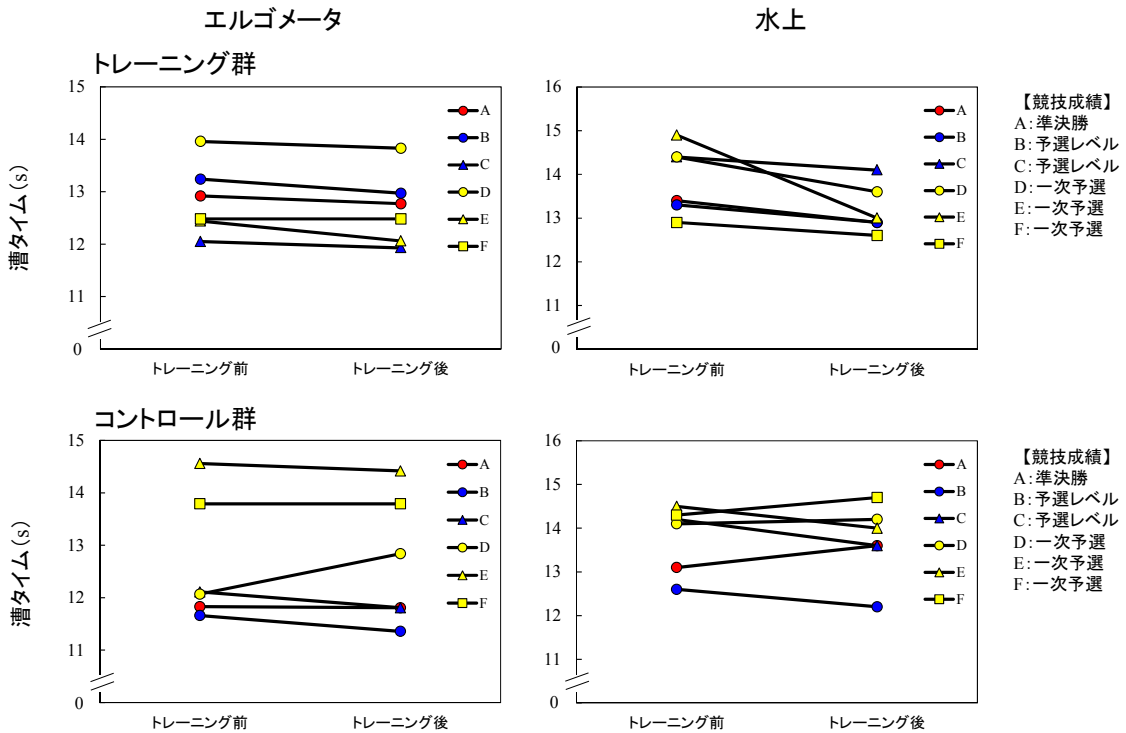 エルゴメータ
水上
トレーニング群
漕タイム(s)
15
14
13
12
11
0
トレーニング前
トレーニング後
A
B
C
D
E
F
16
15
14
13
12
11
0
トレーニング前
トレーニング後
A
B
C
D
E
F
【競技成績】
A:準決勝
B:予選レベル
C:予選レベル
D:一次予選
E:一次予選
F:一次予選
コントロール群
漕タイム(s)
15
14
13
12
11
0
トレーニング前
トレーニング後
A
B
C
D
E
F
16
15
14
13
12
11
0
トレーニング前
トレーニング後
A
B
C
D
E
F
【競技成績】
A:準決勝
B:予選レベル
C:予選レベル
D:一次予選
E:一次予選
F:一次予選